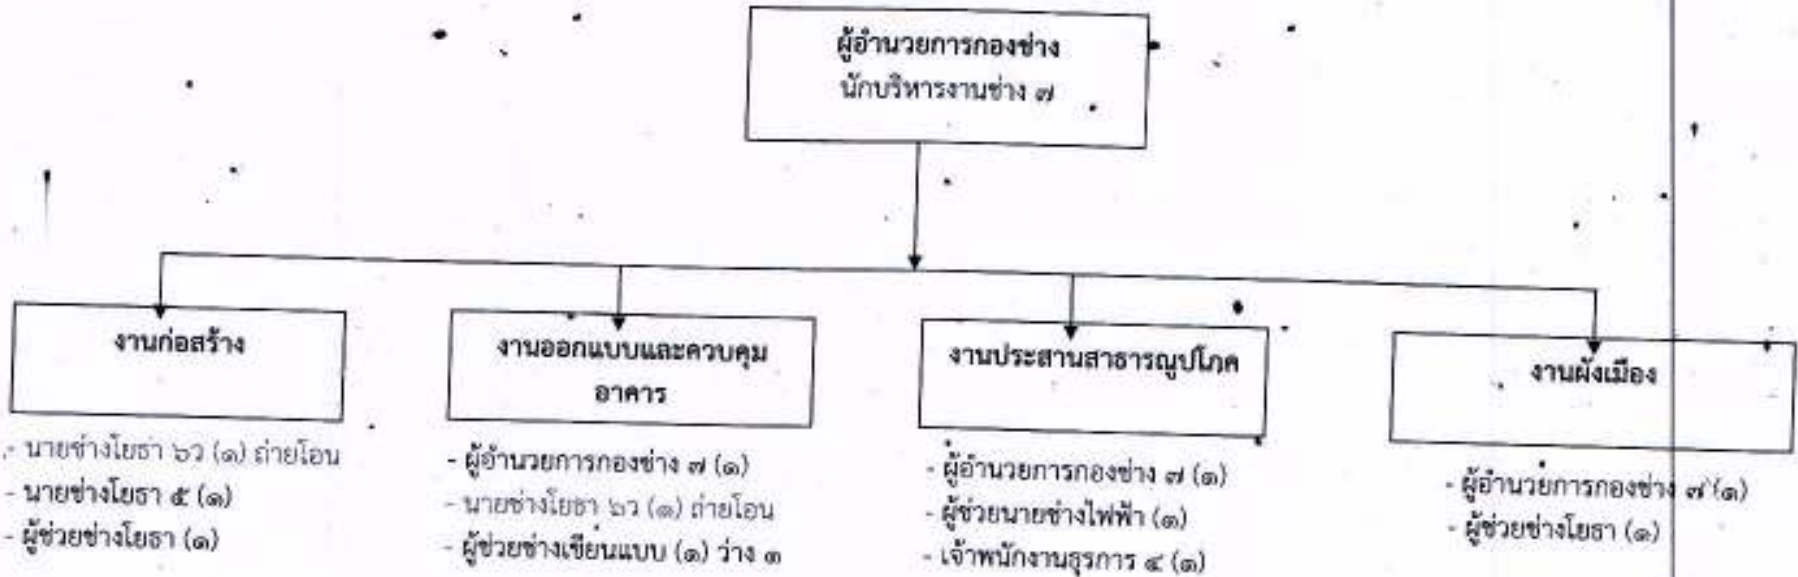 ผู้อำนวยการกองช่าง
นักบริหารงานช่าง ๗
งานก่อสร้าง
- นายช่างโยธา ๖ว (๑) ถ่ายโอน
- นายช่างโยธา ๕ (๑)
- ผู้ช่วยช่างโยธา (๑)
งานออกแบบและควบคุม
อาคาร
- ผู้อำนวยการกองช่าง ๗ (๑)
- นายช่างโยธา ๖ว (๑) ถ่ายโอน
- ผู้ช่วยช่างเขียนแบบ (๑) ว่าง ๑
งานประสานสาธารณูปโภค
- ผู้อำนวยการกองช่าง ๗ (๑)
- ผู้ช่วยนายช่างไฟฟ้า (๑)
- เจ้าพนักงานธุรการ ๔ (๑)
งานผังเมือง
- ผู้อำนวยการกองช่าง ๗ (๑)
- ผู้ช่วยช่างโยธา (๑)